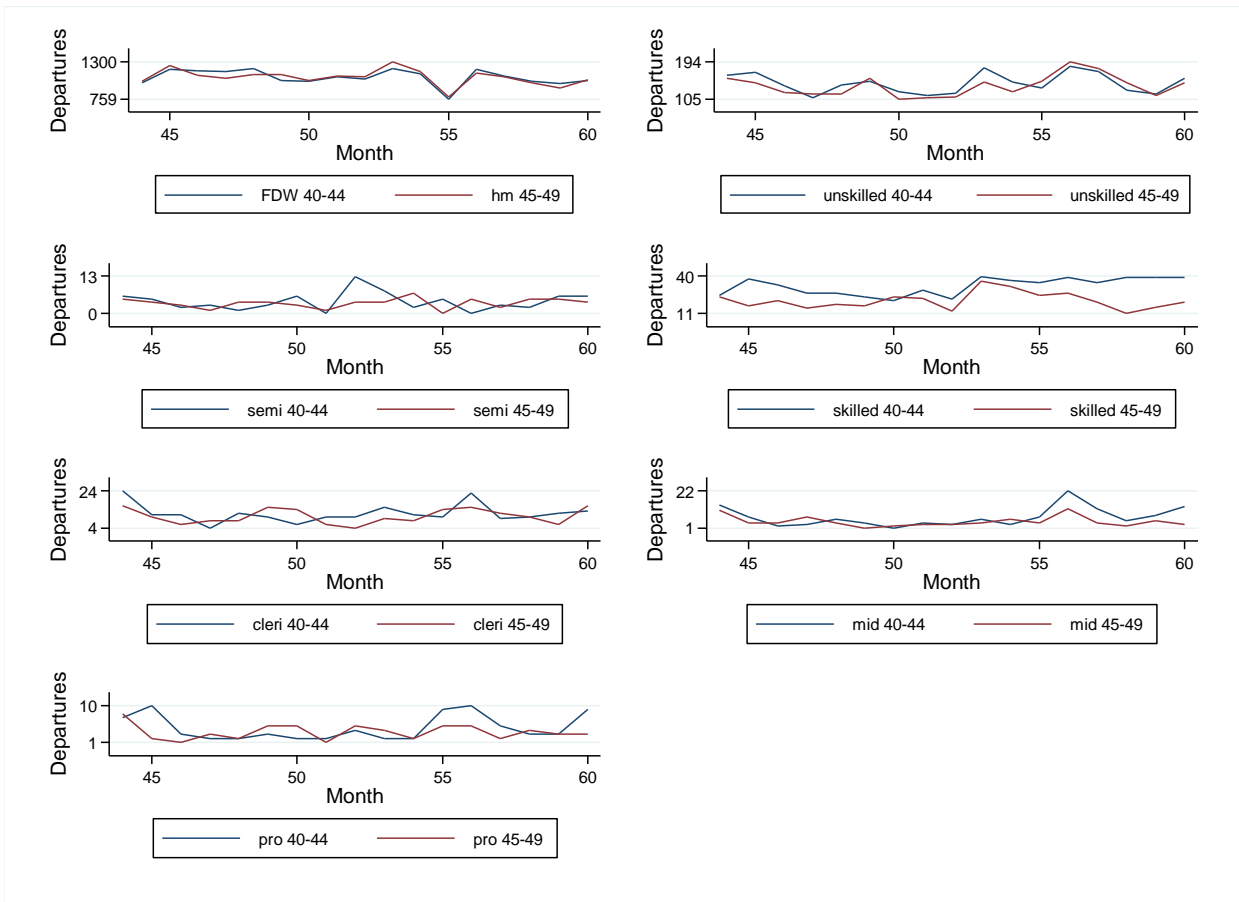 Departures
1300
759
45 50 55 60
Month
FDW 40-44 hm 45-49
Departures
194
105
45 50 55 60
Month
unskilled 40-44 unskilled 45-49
Departures
13
0
45 50 55 60
Month
semi 40-44 semi 45-49
Departures
40
11
45 50 55 60
Month
skilled 40-44 skilled 45-49
Departures
24
4
45 50 55 60
Month
cleri 40-44 cleri 45-49
Departures
22
1
45 50 55 60
Month
mid 40-44 mid 45-49
Departures
10
1
45 50 55 60
Month
pro 40-44 pro 45-49